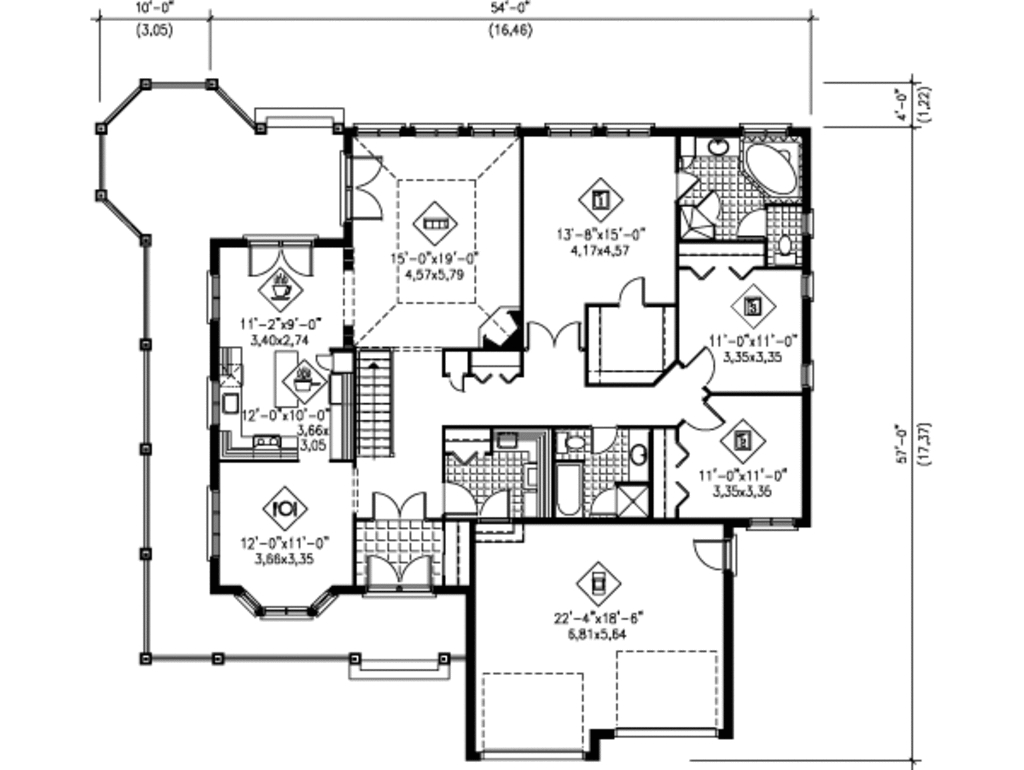 10'-0"
(3,05)
54'-0"
(16,46)
4'-0"
(1,22)
15'-0"x19'-0"
4,57x5,79
1
13'-8"x15'-0"
4,17x4,57
11'-2"x9'-0"
3,40x2,74
3
11'-0"x11'-0"
3,35x3,35
12'-0"x10'-0"
3,66x
3,05
2
11'-0"x11'-0"
3,35x3,35
57'-0"
(17,37)
12'-0"x11'-0"
3,66x3,35
22'-4"x18'-6"
6,81x5,64